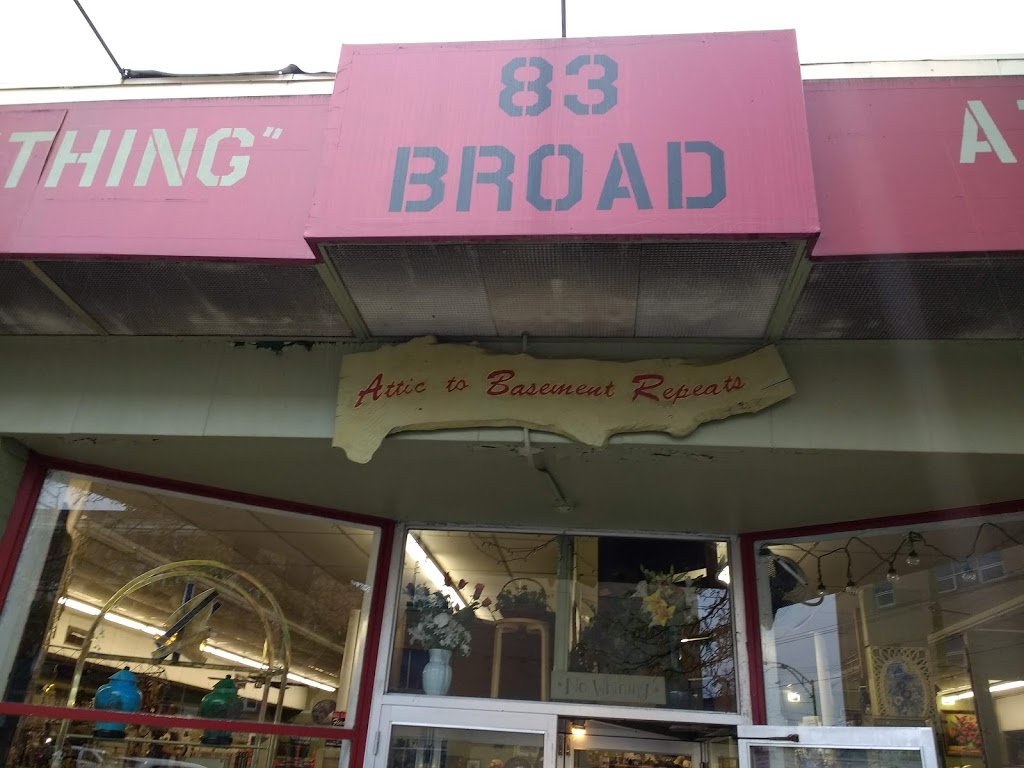 THING"
83
BROAD
Attic to Basement Repeats
No Whining